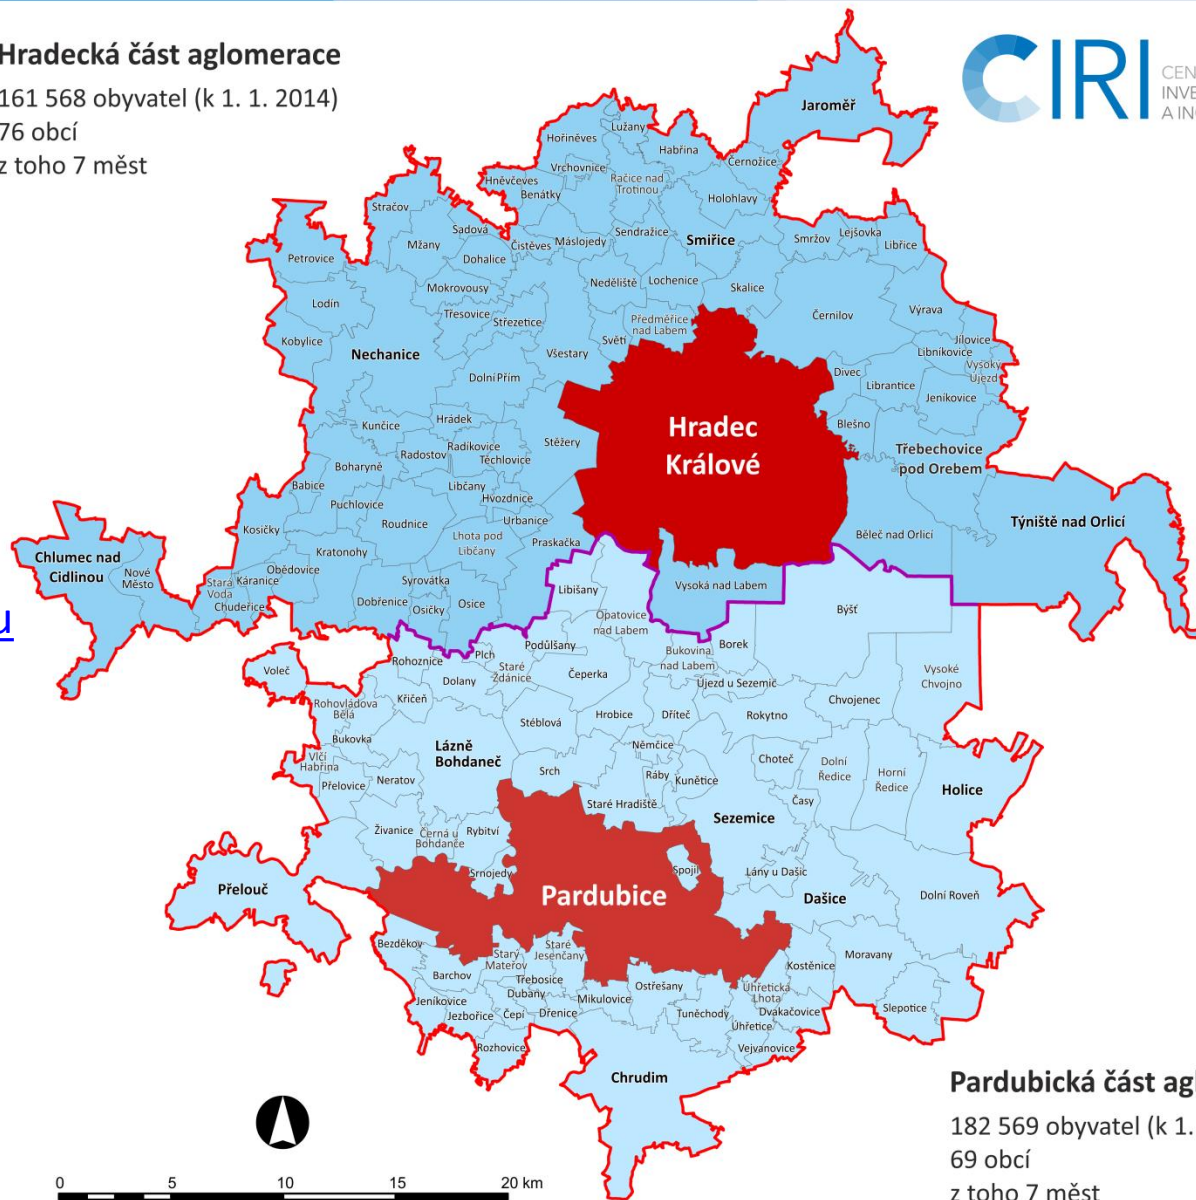 Hradecká část aglomerace
161 568 obyvatel (k 1. 1. 2014)
76 obcí
z toho 7 měst
CIRI
Jaroměř
Lužany
Hořiněves
Habřina
Černožice
Vrchovnice
Račice nad
Trotinou
Hněvčeves
Benátky
Holohlavy
Stračov
Sadová
Sendražice
Smiřice
Smržov
Lejšovka
Libřice
Mžany
Čistěves
Máslojedy
Petrovice
Dohalice
Neděliště
Lochenice
Skalice
Mokrovousy
Lodín
Třesovice
Střezetice
Předměřice
nad Labem
Černilov
Výrava
Kobylice
Nechanice
Všestary
Světí
Jílovice
Libníkovice
Vysoký
Újezd
Dolní Přím
Divec
Librantice
Jeníkovice
Hradec
Králové
Kunčice
Hrádek
Stěžery
Blešno
Třebechovice
pod Orebem
Radíkovice
Radostov
Těchlovice
Boharyně
Babice
Libčany
Hvozdnice
Puchlovice
Roudnice
Urbanice
Týniště nad Orlicí
Kosičky
Lhota pod
Libčany
Praskačka
Běleč nad Orlicí
Chlumec nad
Cidlinou
Nové
Město
Kratonohy
Obědovice
Stará
Voda
Káranice
Syrovátka
Libišany
Vysoká nad Labem
Chudeřice
Dobřenice
Osičky
Osice
Býšť
u
Opatovice
nad Labem
Podůlšany
Bukovina
nad Labem
Borek
Plch
Rohoznice
Staré
Ždánice
Voleč
Dolany
Čeperka
Újezd u Sezemic
Vysoké
Chvojno
Křičeň
Chvojenec
Rohovládova
Bělá
Stéblová
Hrobice
Dříteč
Rokytno
Bukovka
Lázně
Bohdaneč
Němčice
Vlčí
Habřina
Choteč
Dolní
Ředice
Horní
Ředice
Srch
Ráby
Kunětice
Přelovice
Neratov
Holice
Staré Hradiště
Časy
Sezemice
Živanice
Černá u
Bohdanče
Rybitví
Srnojedy
Spojil
Lány u Dašic
Přelouč
Pardubice
Dašice
Dolní Roveň
Bezděkov
Starý
Mateřov
Staré
Jesenčany
Moravany
Kostěnice
Barchov
Třebosice
Ostřešany
Úhřetická
Lhota
Jeníkovice
Dubany
Mikulovice
Jezbořice
Čepí
Dřenice
Tuněchody
Dvakačovice
Slepotice
Úhřetice
Rozhovice
Vejvanovice
Chrudim
Pardubická část
182 569 obyvatel (k 1.
69 obcí
z toho 7 měst
0 5 10 15 20 km